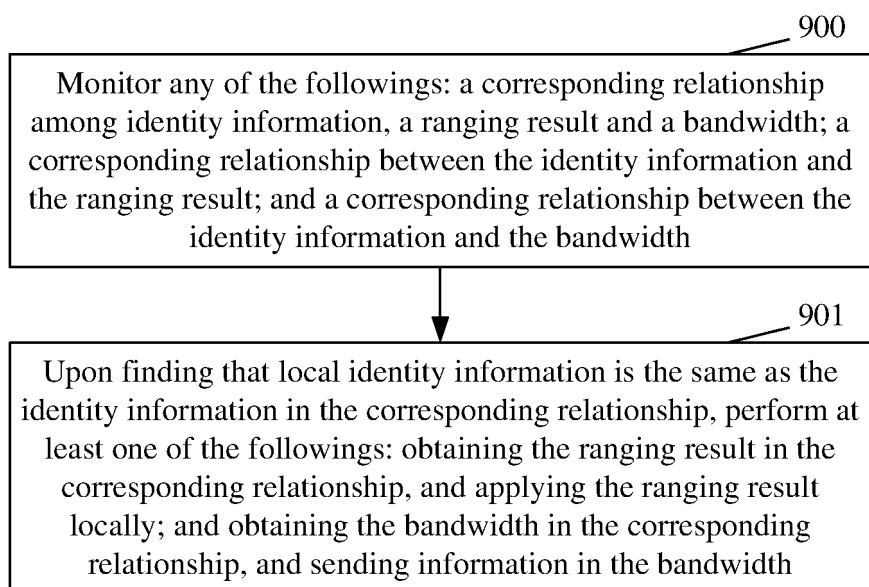 900
Monitor any of the followings: a corresponding relationship
among identity information, a ranging result and a bandwidth; a
corresponding relationship between the identity information and
the ranging result; and a corresponding relationship between the
identity information and the bandwidth
901
Upon finding that local identity information is the same as the
identity information in the corresponding relationship, perform at
least one of the followings: obtaining the ranging result in the
corresponding relationship, and applying the ranging result
locally; and obtaining the bandwidth in the corresponding
relationship, and sending information in the bandwidth